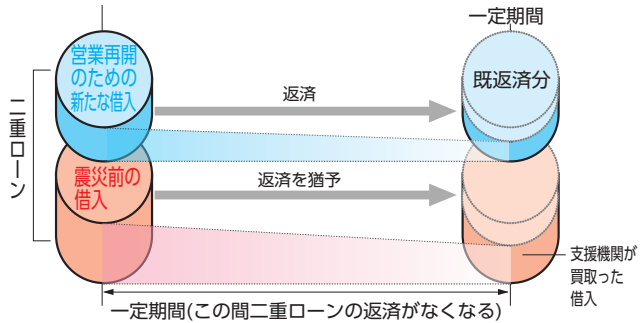 一定期間
営業再開
のための
新たな借入
返済
既返済分
二重ローン
震災前の
借入
返済を猶予
支援機関が
買取った
借入
一定期間(この間二重ローンの返済がなくなる)